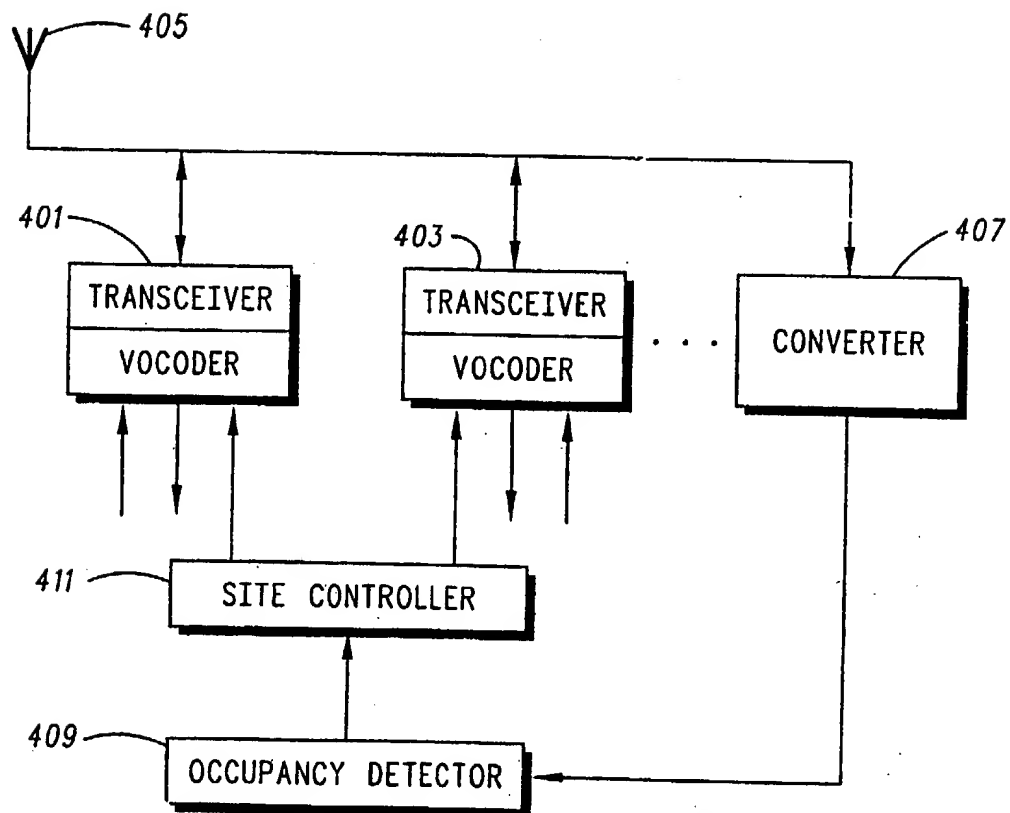 405
401
403
407
TRANSCEIVER
VOCODER
TRANSCEIVER
VOCODER
. . .
CONVERTER
411
SITE CONTROLLER
409
OCCUPANCY DETECTOR